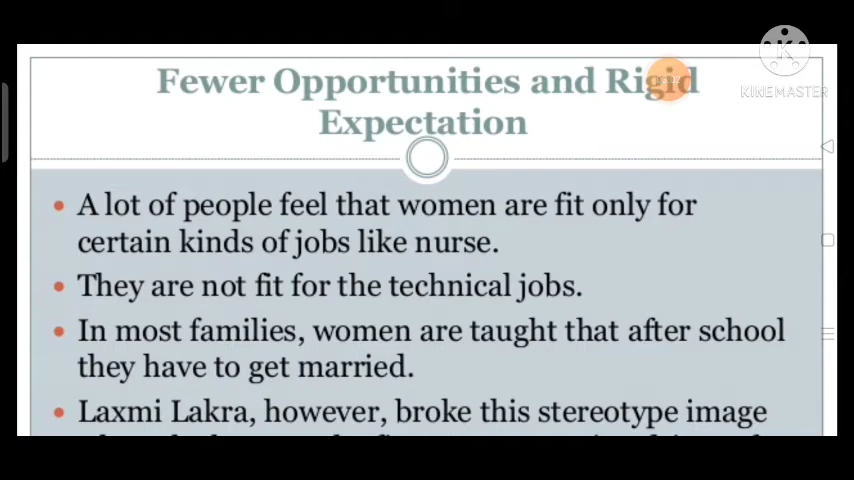 Fewer Opportunities and Rigid
Expectation
KINEMASTER
A lot of people feel that women are fit only for
certain kinds of jobs like nurse.
They are not fit for the technical jobs.
In most families, women are taught that after school
they have to get married.
Laxmi Lakra, however, broke this stereotype image